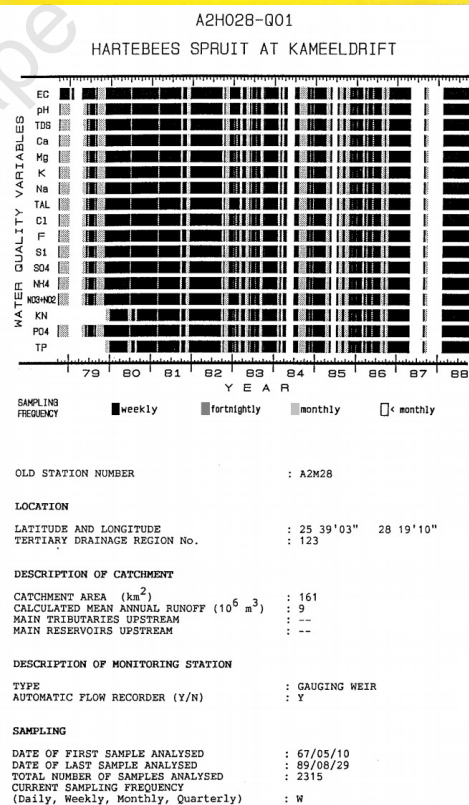 A2H028-Q01
HARTEBEES SPRUIT AT KAMEELDRIFT
WATER QUALITY VARIABLES
EC
pH
TDS
Ca
Mg
K
Na
TAL
Cl
F
Si
SO4
NH4
NO3+NO2
KN
PO4
TP
79 80 81 82 83 84 85 86 87 88
YEAR
SAMPLING FREQUENCY weekly fortnightly monthly < monthly
OLD STATION NUMBER : A2M28
LOCATION
LATITUDE AND LONGITUDE : 25 39'03" 28 19'10"
TERTIARY DRAINAGE REGION No. : 123
DESCRIPTION OF CATCHMENT
CATCHMENT AREA (km2) : 161
CALCULATED MEAN ANNUAL RUNOFF (10^6 m^3) : 9
MAIN TRIBUTARIES UPSTREAM : --
MAIN RESERVOIRS UPSTREAM : --
DESCRIPTION OF MONITORING STATION
TYPE : GAUGING WEIR
AUTOMATIC FLOW RECORDER (Y/N) : Y
SAMPLING
DATE OF FIRST SAMPLE ANALYSED : 67/05/10
DATE OF LAST SAMPLE ANALYSED : 89/08/29
TOTAL NUMBER OF SAMPLES ANALYSED : 2315
CURRENT SAMPLING FREQUENCY
(Daily, Weekly, Monthly, Quarterly) : W